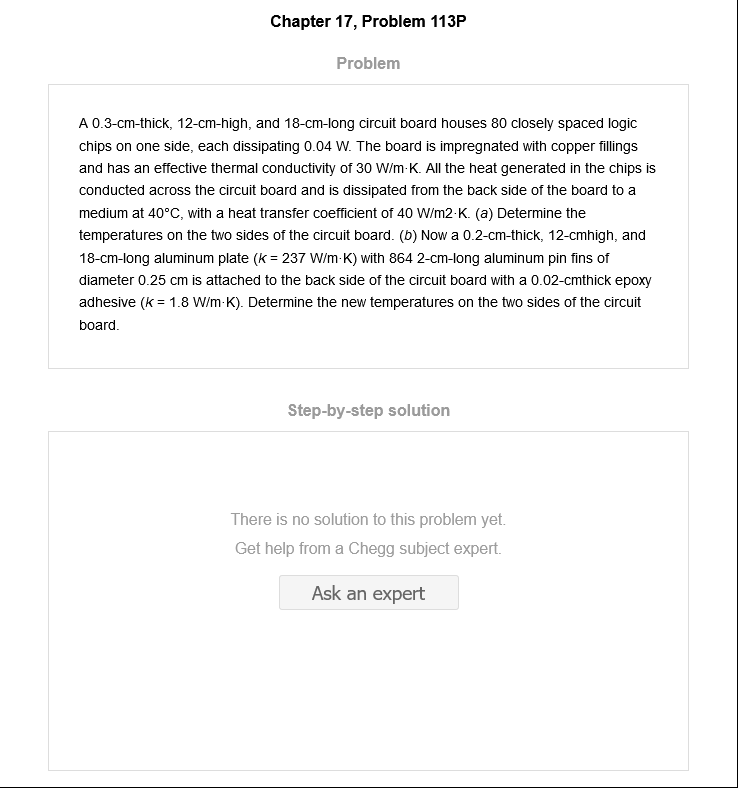 Chapter 17, Problem 113P
Problem
A 0.3-cm-thick, 12-cm-high, and 18-cm-long circuit board houses 80 closely spaced logic
chips on one side, each dissipating 0.04 W. The board is impregnated with copper fillings
and has an effective thermal conductivity of 30 W/m·K. All the heat generated in the chips is
conducted across the circuit board and is dissipated from the back side of the board to a
medium at 40°C, with a heat transfer coefficient of 40 W/m2·K. (a) Determine the
temperatures on the two sides of the circuit board. (b) Now a 0.2-cm-thick, 12-cmhigh, and
18-cm-long aluminum plate (k = 237 W/m·K) with 864 2-cm-long aluminum pin fins of
diameter 0.25 cm is attached to the back side of the circuit board with a 0.02-cmthick epoxy
adhesive (k = 1.8 W/m·K). Determine the new temperatures on the two sides of the circuit
board.
Step-by-step solution
There is no solution to this problem yet.
Get help from a Chegg subject expert.
Ask an expert